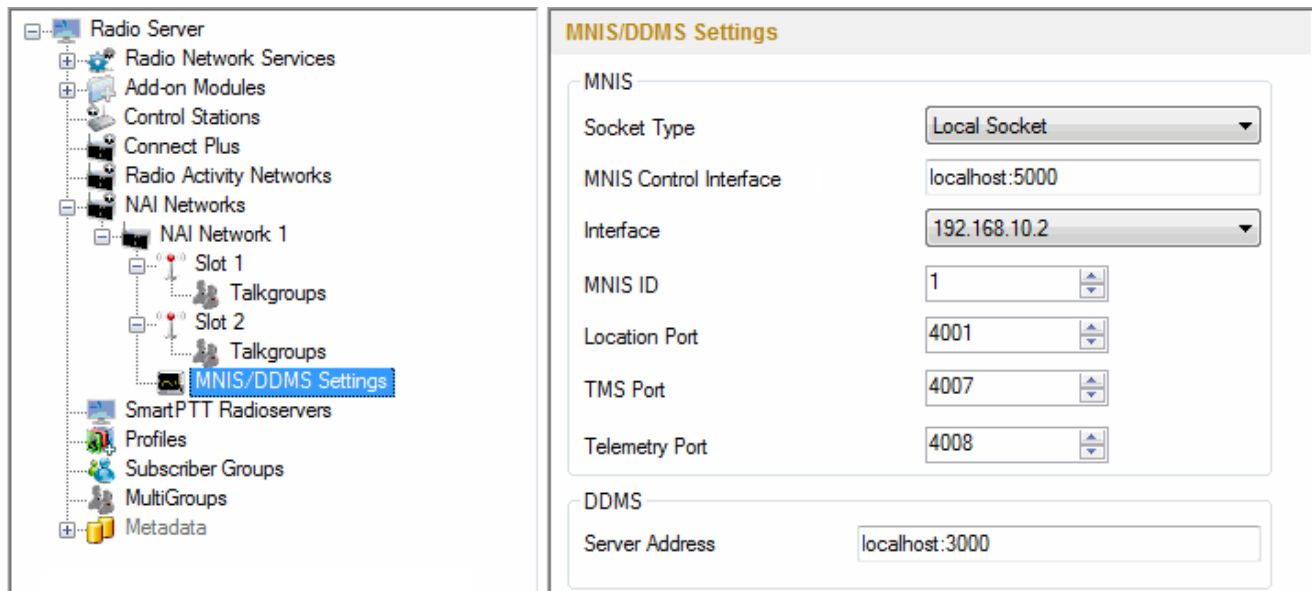 Radio Server
Radio Network Services
Add-on Modules
Control Stations
Connect Plus
Radio Activity Networks
NAI Networks
NAI Network 1
Slot 1
Talkgroups
Slot 2
Talkgroups
MNIS/DDMS Settings
SmartPTT Radioservers
Profiles
Subscriber Groups
MultiGroups
Metadata
MNIS/DDMS Settings
MNIS
Socket Type Local Socket
MNIS Control Interface localhost:5000
Interface 192.168.10.2
MNIS ID 1
Location Port 4001
TMS Port 4007
Telemetry Port 4008
DDMS
Server Address localhost:3000